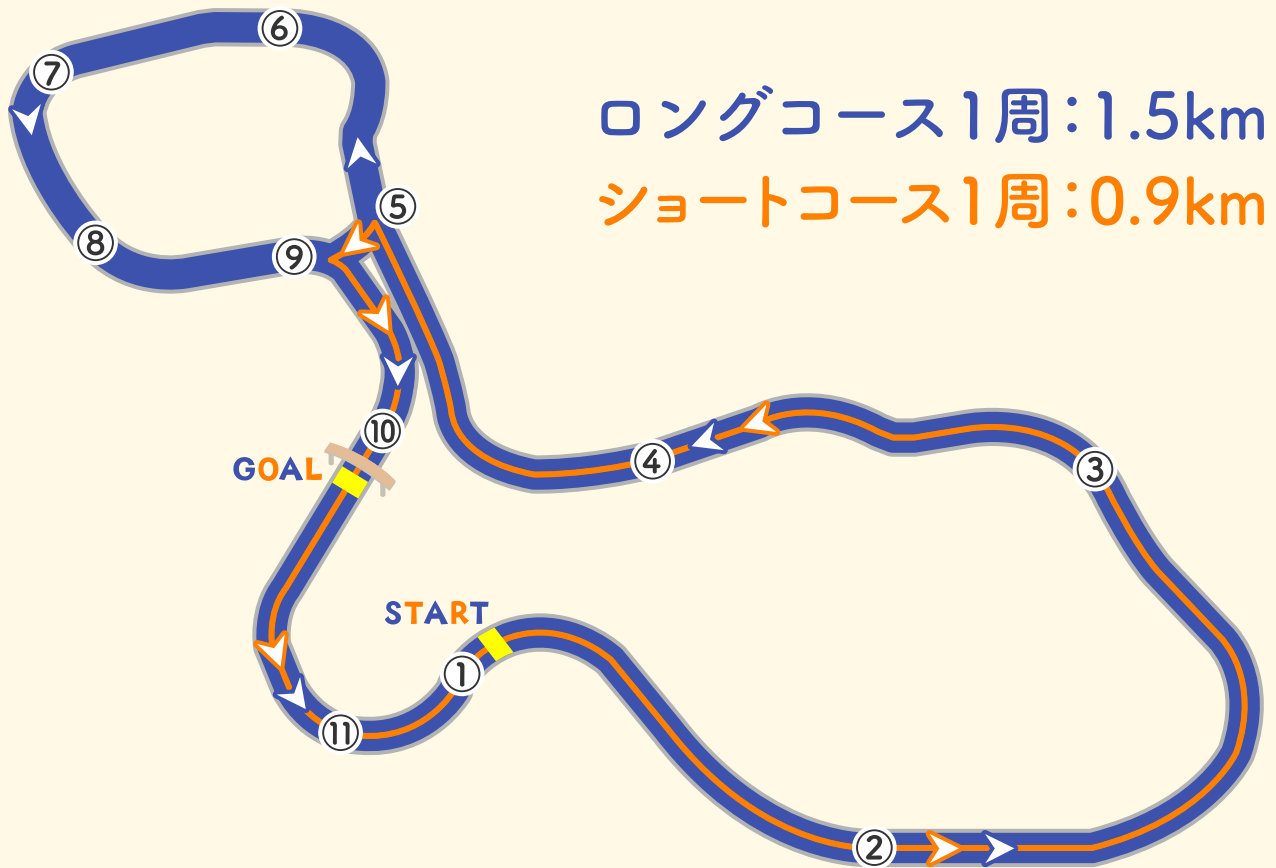 ロングコース1周：1.5km
ショートコース1周：0.9km
⑥
⑦
⑤
⑧
⑨
⑩
GOAL
④
③
START
①
⑪
②